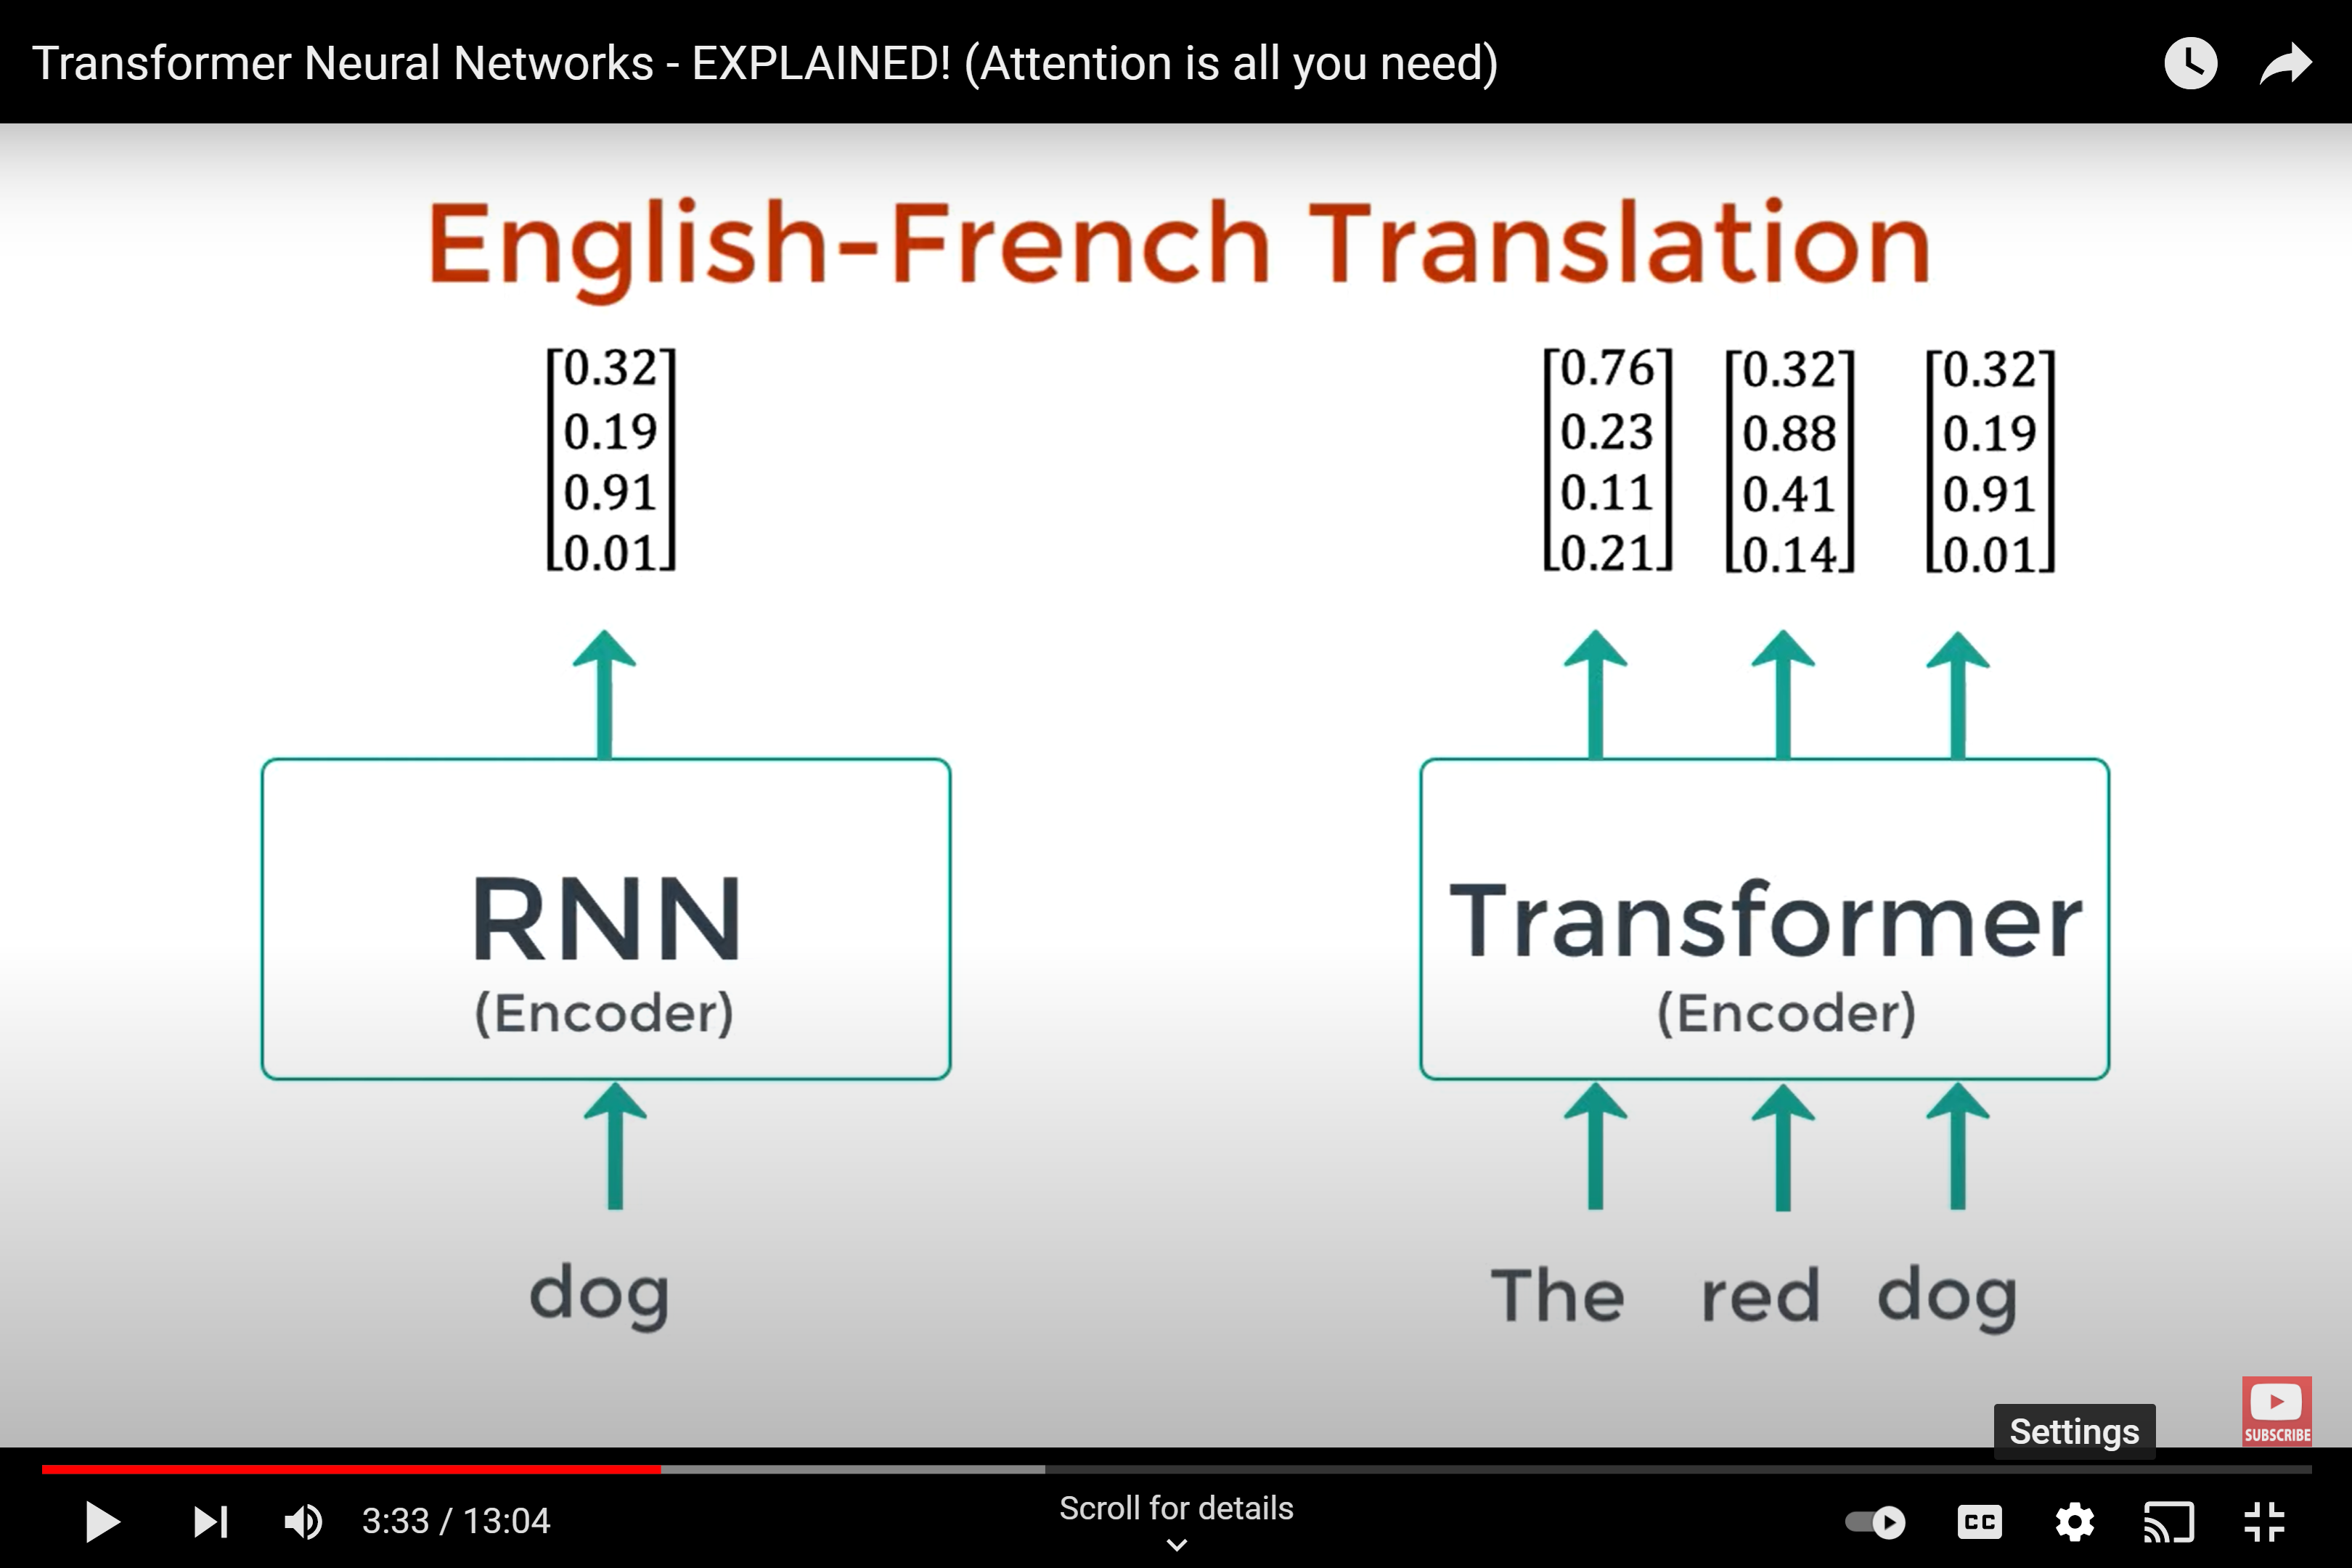 Transformer Neural Networks - EXPLAINED! (Attention is all you need)
English-French Translation
0.32
0.19
0.91
0.01
0.76 0.32 0.32
0.23 0.88 0.19
0.11 0.41 0.91
0.21 0.14 0.01
RNN
(Encoder)
Transformer
(Encoder)
dog
The red dog
Settings
SUBSCRIBE
3:33 / 13:04
Scroll for details
CC